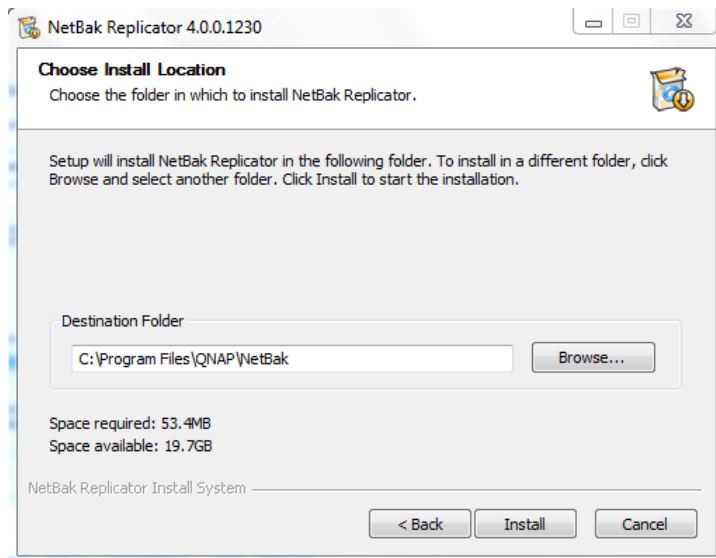 NetBak Replicator 4.0.0.1230
Choose Install Location
Choose the folder in which to install NetBak Replicator.
Setup will install NetBak Replicator in the following folder. To install in a different folder, click
Browse and select another folder. Click Install to start the installation.
Destination Folder
C:\Program Files\QNAP\NetBak
Browse...
Space required: 53.4MB
Space available: 19.7GB
NetBak Replicator Install System
< Back
Install
Cancel